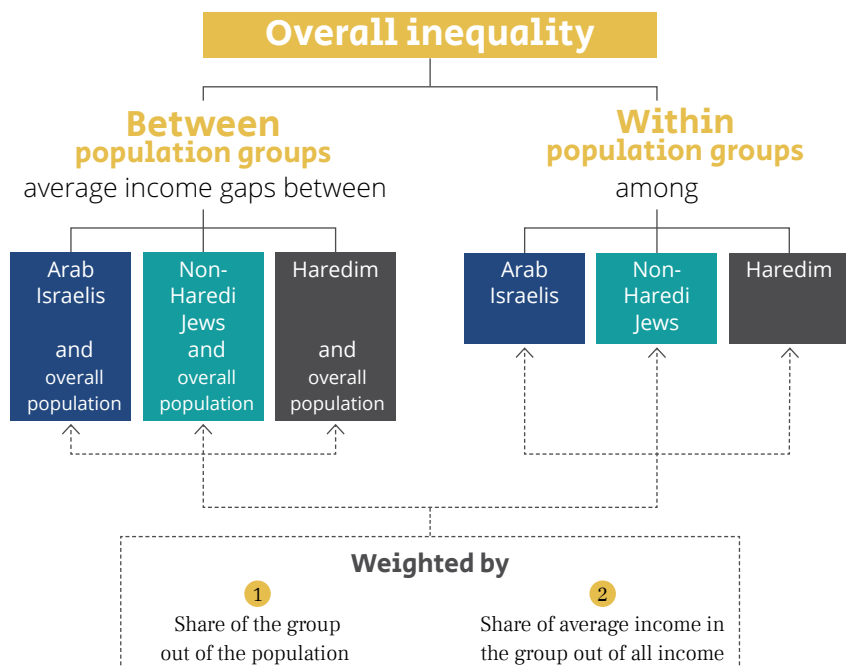 Overall inequality
Between
population groups
average income gaps between
Arab
Israelis
and
overall
population
Non-
Haredi
Jews
and
overall
population
Haredim
and
overall
population
Within
population groups
among
Arab
Israelis
Non-
Haredi
Jews
Haredim
Weighted by
1
Share of the group
out of the population
2
Share of average income in
the group out of all income